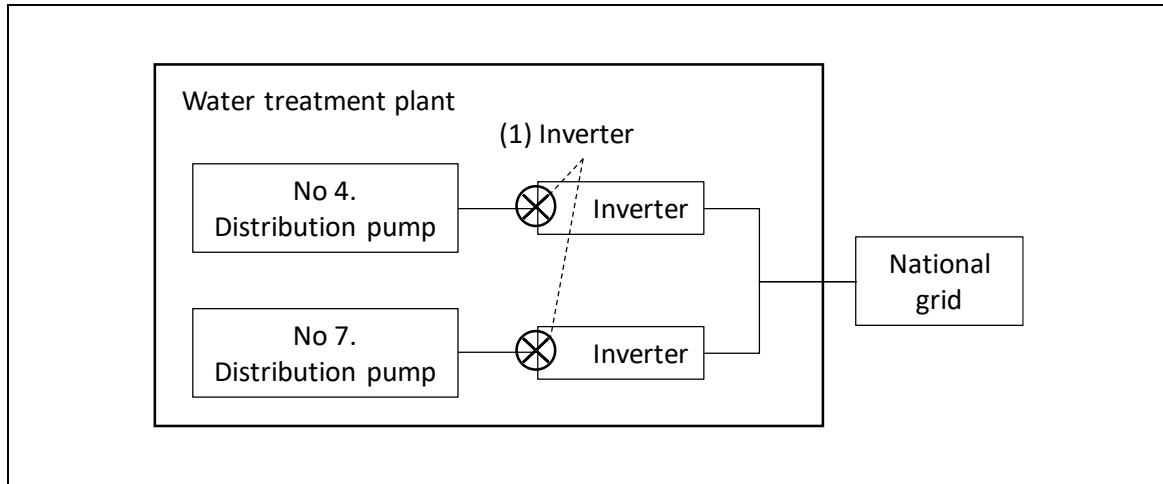 Water treatment plant
(1) Inverter
No 4.
Distribution pump
Inverter
National
grid
No 7.
Distribution pump
Inverter